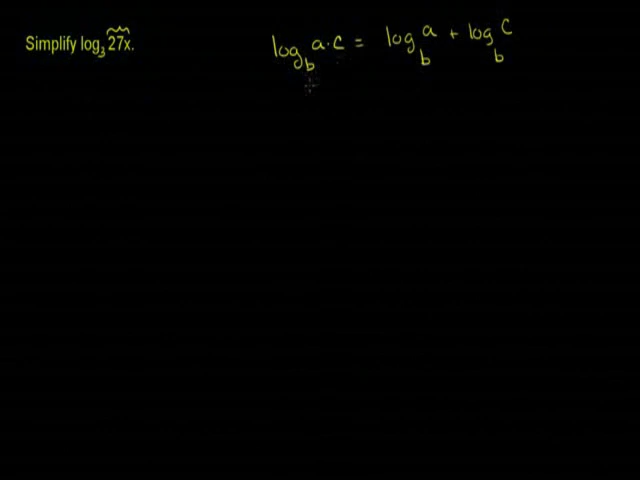 Simplify log₃ 27x.
log_b a·c = log_b a + log_b c